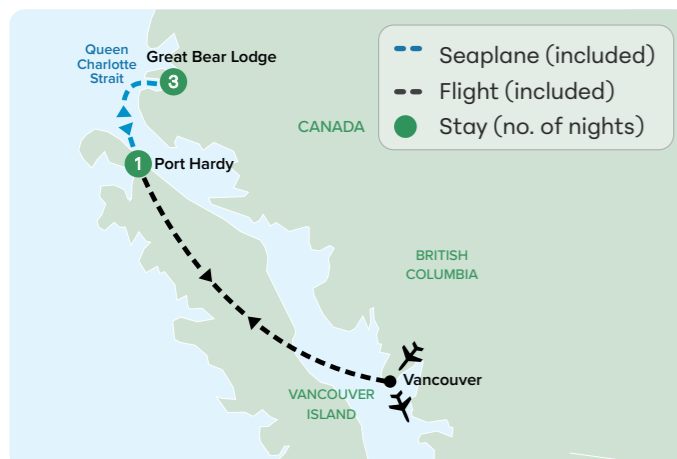 Queen
Charlotte
Strait
Great Bear Lodge
3
Seaplane (included)
Flight (included)
Stay (no. of nights)
CANADA
1 Port Hardy
BRITISH
COLUMBIA
Vancouver
VANCOUVER
ISLAND